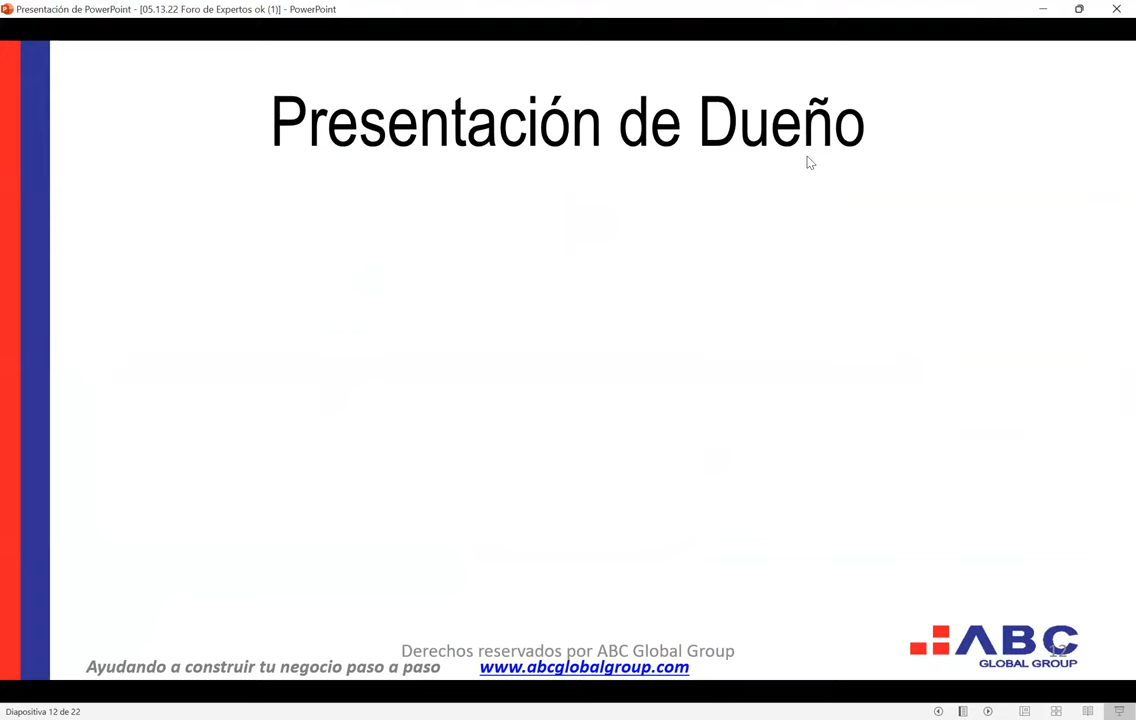 Presentación de PowerPoint - [05.13.22 Foro de Expertos ok (1)] - PowerPoint
Presentación de Dueño
Derechos reservados por ABC Global Group
Ayudando a construir tu negocio paso a paso www.abcglobalgroup.com
ABC
GLOBAL GROUP
12
Diapositiva 12 de 22